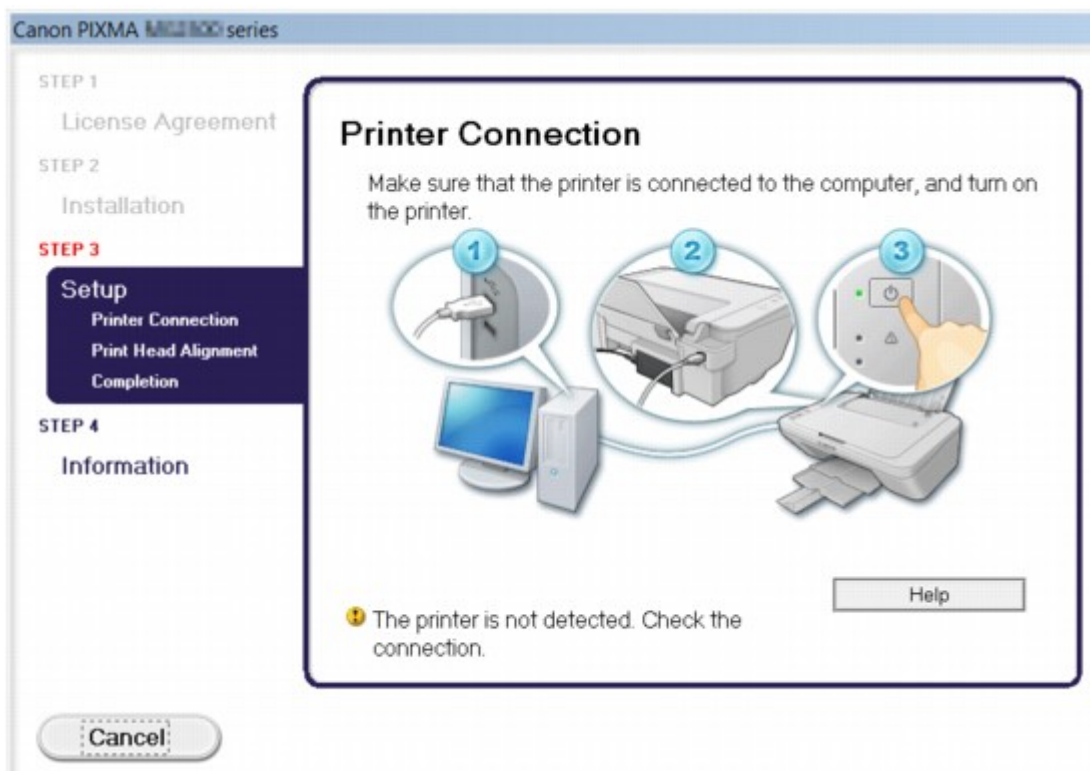 Canon PIXMA series
STEP 1
License Agreement
STEP 2
Installation
STEP 3
Setup
Printer Connection
Print Head Alignment
Completion
STEP 4
Information
Cancel
Printer Connection
Make sure that the printer is connected to the computer, and turn on
the printer.
1
2
3
Help
The printer is not detected. Check the
connection.